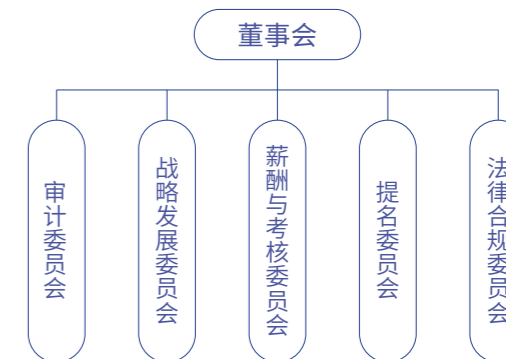 董事会
审计委员会
战略发展委员会
薪酬与考核委员会
提名委员会
法律合规委员会